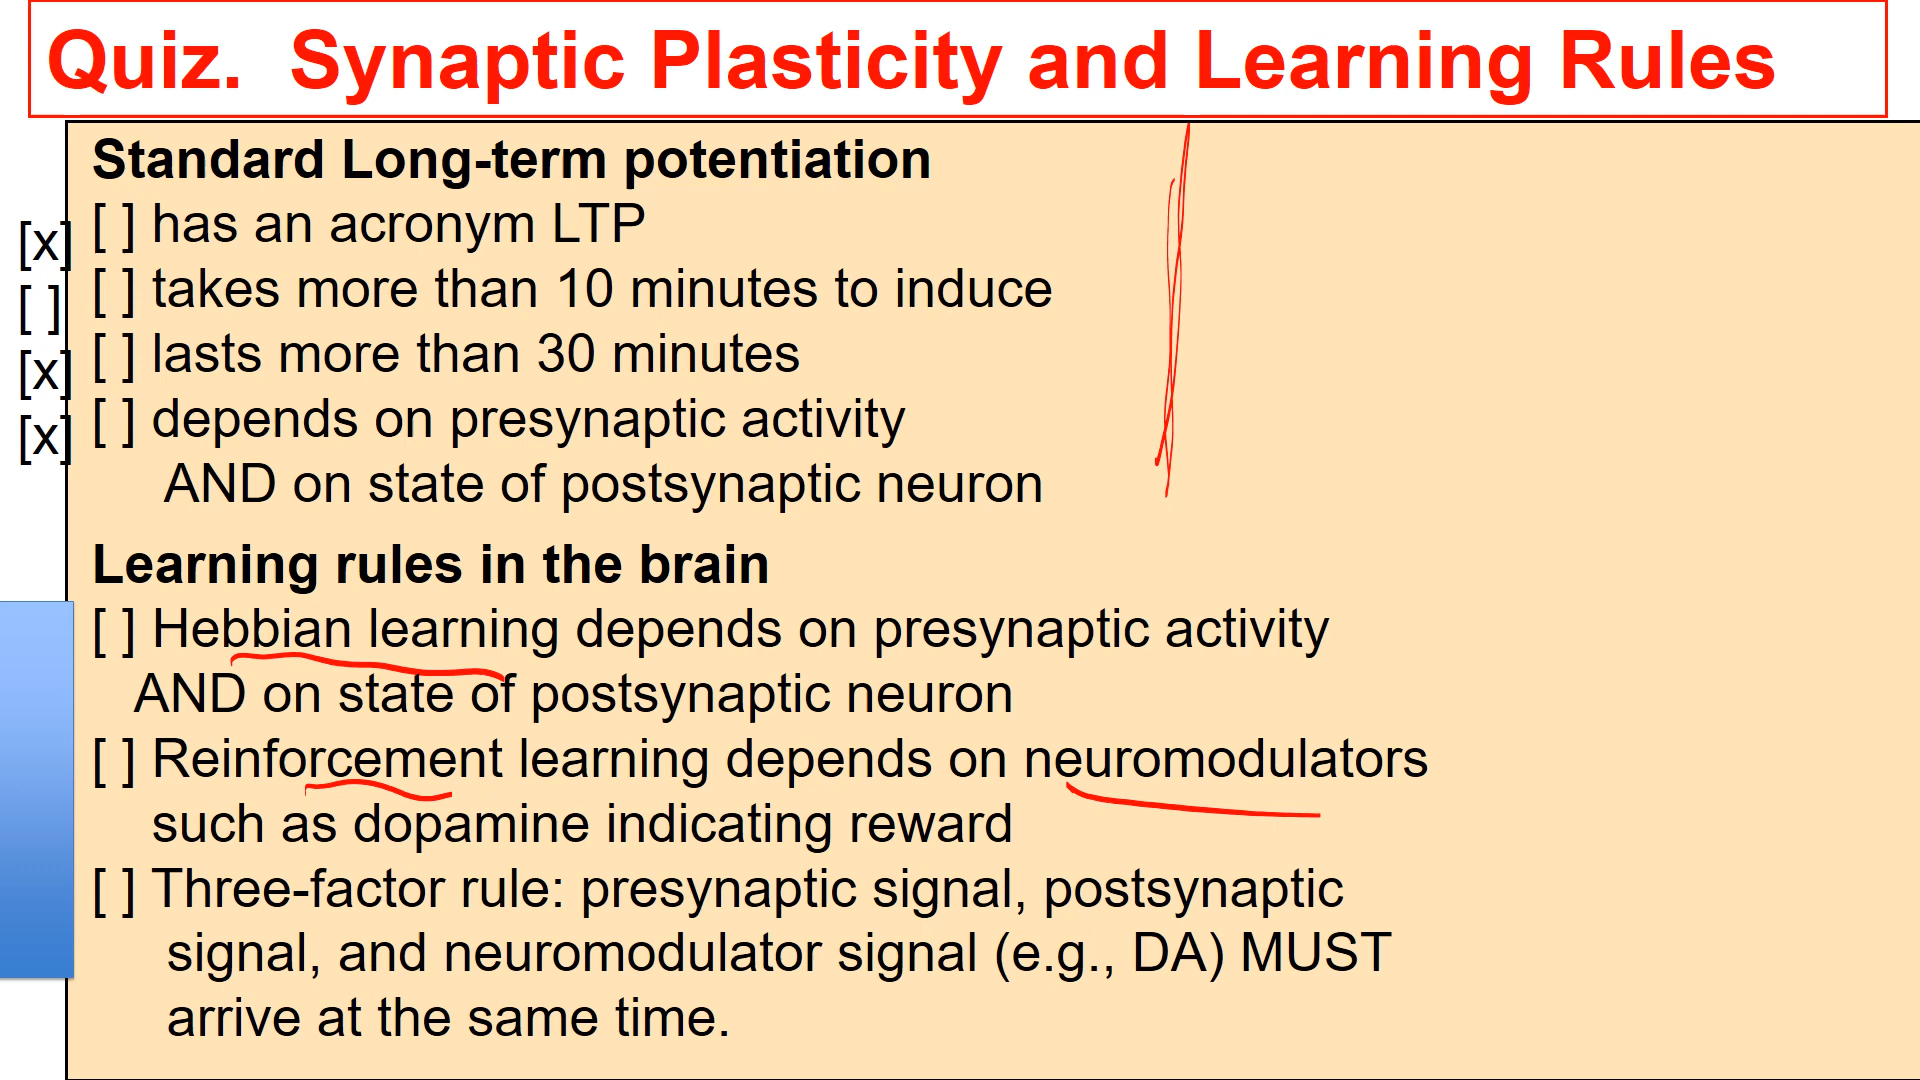 Quiz. Synaptic Plasticity and Learning Rules
Standard Long-term potentiation
[x] [ ] has an acronym LTP
[ ] [ ] takes more than 10 minutes to induce
[x] [ ] lasts more than 30 minutes
[x] [ ] depends on presynaptic activity
AND on state of postsynaptic neuron
Learning rules in the brain
[ ] Hebbian learning depends on presynaptic activity
AND on state of postsynaptic neuron
[ ] Reinforcement learning depends on neuromodulators
such as dopamine indicating reward
[ ] Three-factor rule: presynaptic signal, postsynaptic
signal, and neuromodulator signal (e.g., DA) MUST
arrive at the same time.